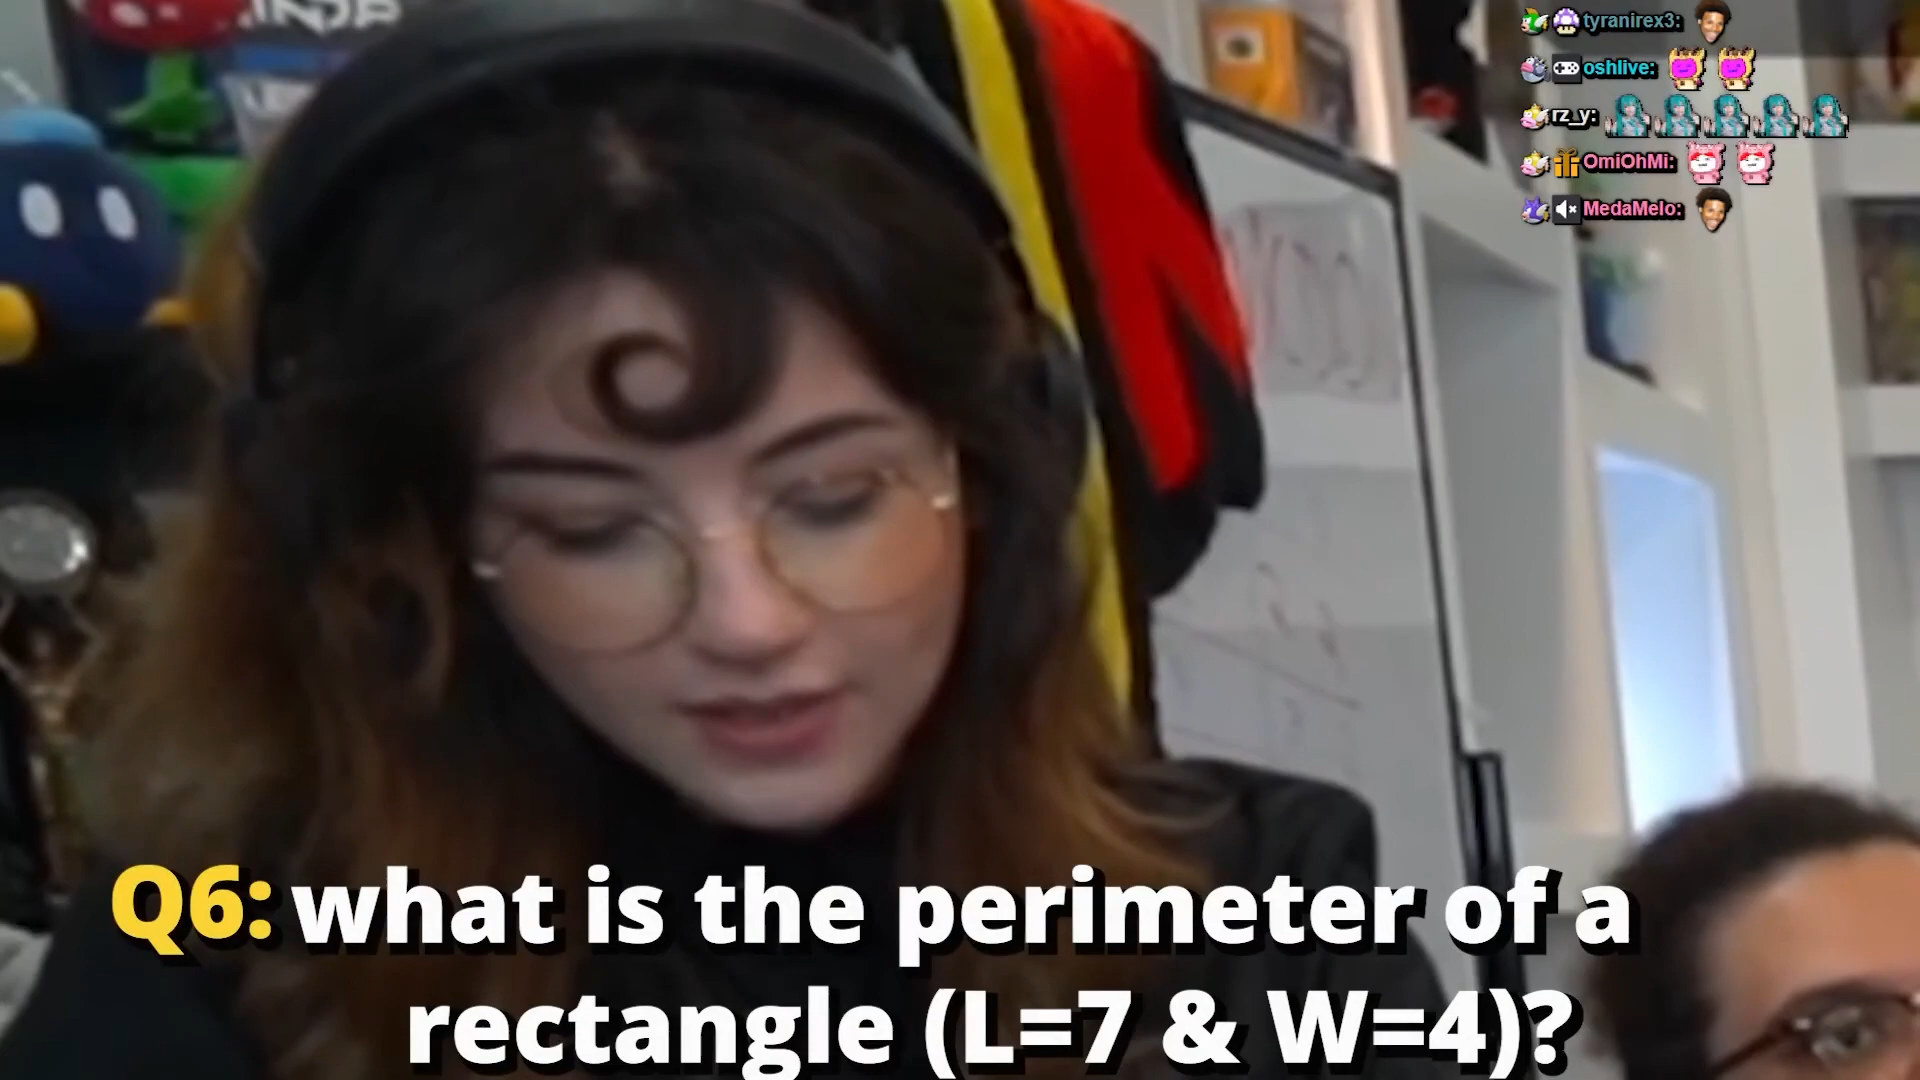 tyranirex3:
oshlive:
rz_y:
OmiOhMi:
MedaMelo:
Q6: what is the perimeter of a
rectangle (L=7 & W=4)?